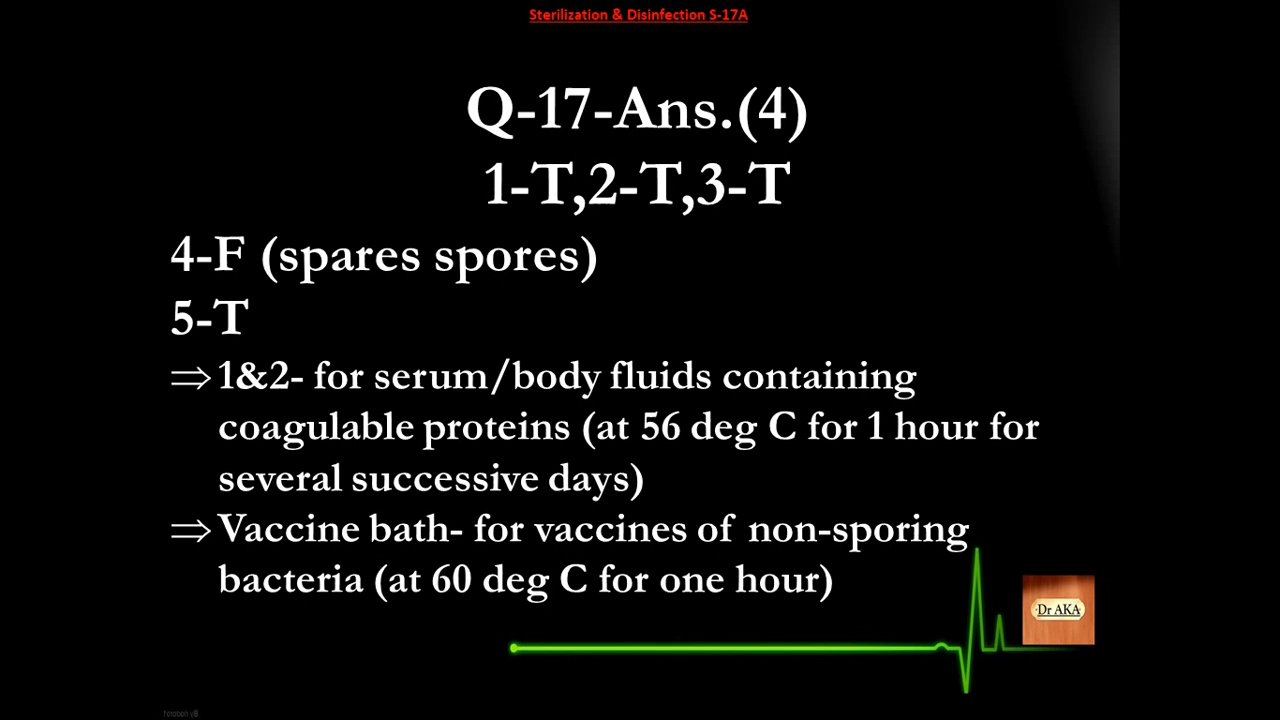 Sterilization & Disinfection S-17A
Q-17-Ans.(4)
1-T,2-T,3-T
4-F (spares spores)
5-T
⇒ 1&2- for serum/body fluids containing
coagulable proteins (at 56 deg C for 1 hour for
several successive days)
⇒ Vaccine bath- for vaccines of non-sporing
bacteria (at 60 deg C for one hour)
Dr AKA